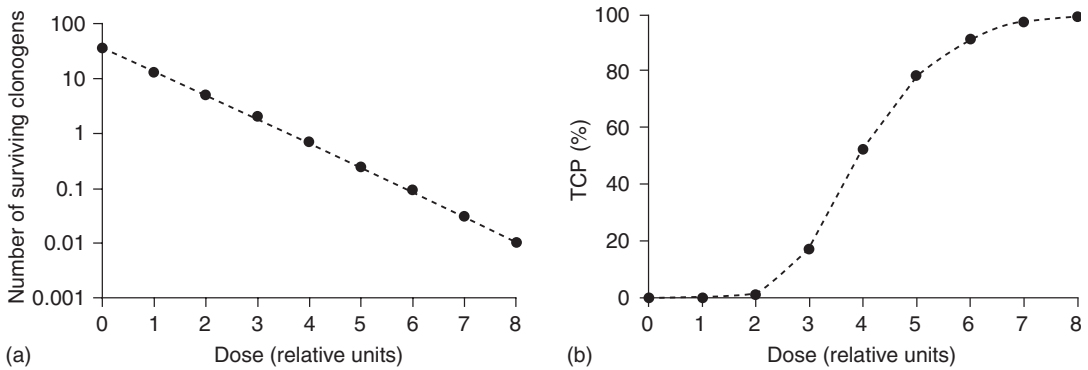 Number of surviving clonogens
100
10
1
0.1
0.01
0.001
0 1 2 3 4 5 6 7 8
Dose (relative units)
(a)
TCP (%)
100
80
60
40
20
0
0 1 2 3 4 5 6 7 8
Dose (relative units)
(b)